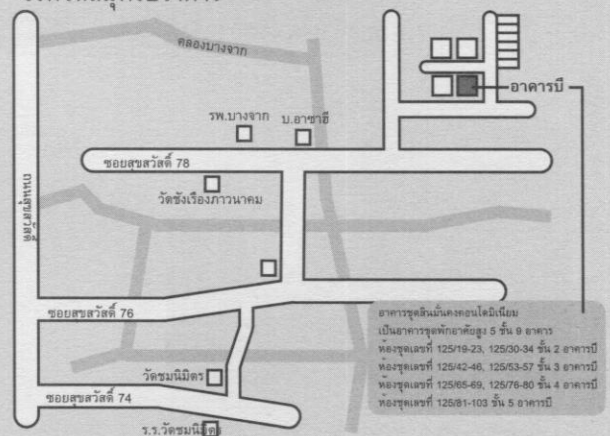 คลองบางจาก
อาคารบี
รพ.บางจาก
บ.อาซาฮี
ซอยสุขสวัสดิ์ 78
วัดชังเรืองภาวนาคม
ถนนสุขสวัสดิ์
ซอยสุขสวัสดิ์ 76
อาคารชุดสินมั่นคงคอนโดมิเนียม
เป็นอาคารชุดพักอาศัยสูง 5 ชั้น 9 อาคาร
ห้องชุดเลขที่ 125/19-23, 125/30-34 ชั้น 2 อาคารบี
ห้องชุดเลขที่ 125/42-46, 125/53-57 ชั้น 3 อาคารบี
ห้องชุดเลขที่ 125/65-69, 125/76-80 ชั้น 4 อาคารบี
ห้องชุดเลขที่ 125/81-103 ชั้น 5 อาคารบี
วัดชมนิมิตร
ซอยสุขสวัสดิ์ 74
ร.ร.วัดชมนิมิตร